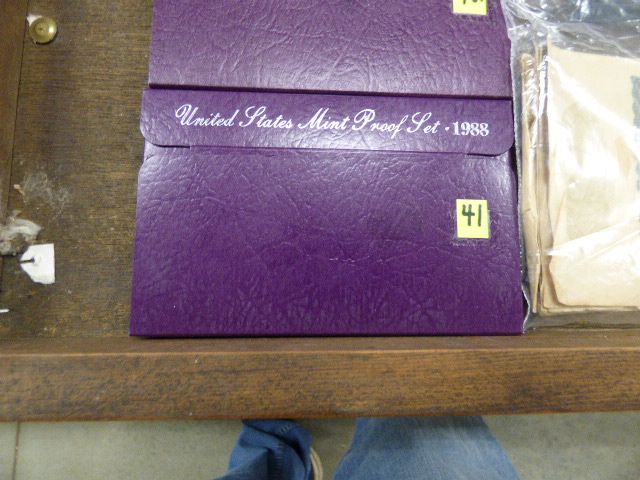 United States Mint Proof Set · 1988
41